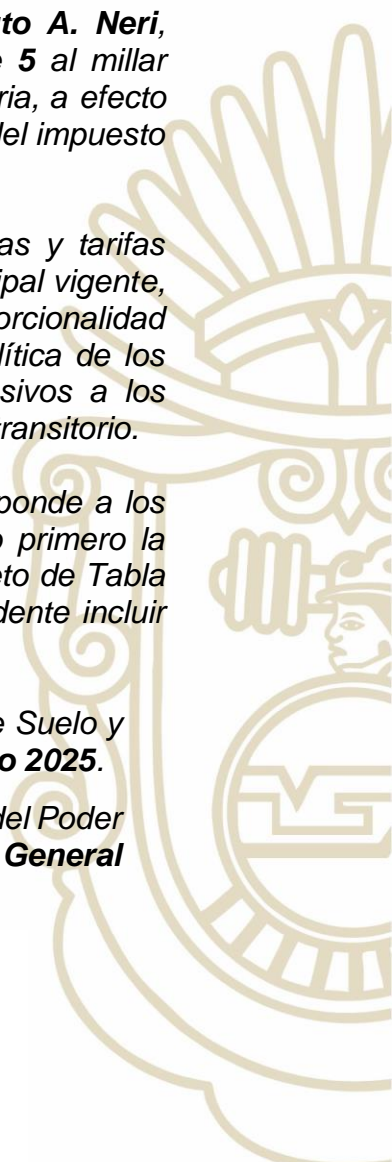 to A. Neri,
5 al millar
ria, a efecto
del impuesto
as y tarifas
ipal vigente,
orcionalidad
lítica de los
sivos a los
transitorio.
ponde a los
primero la
eto de Tabla
dente incluir
e Suelo y
o 2025.
del Poder
General